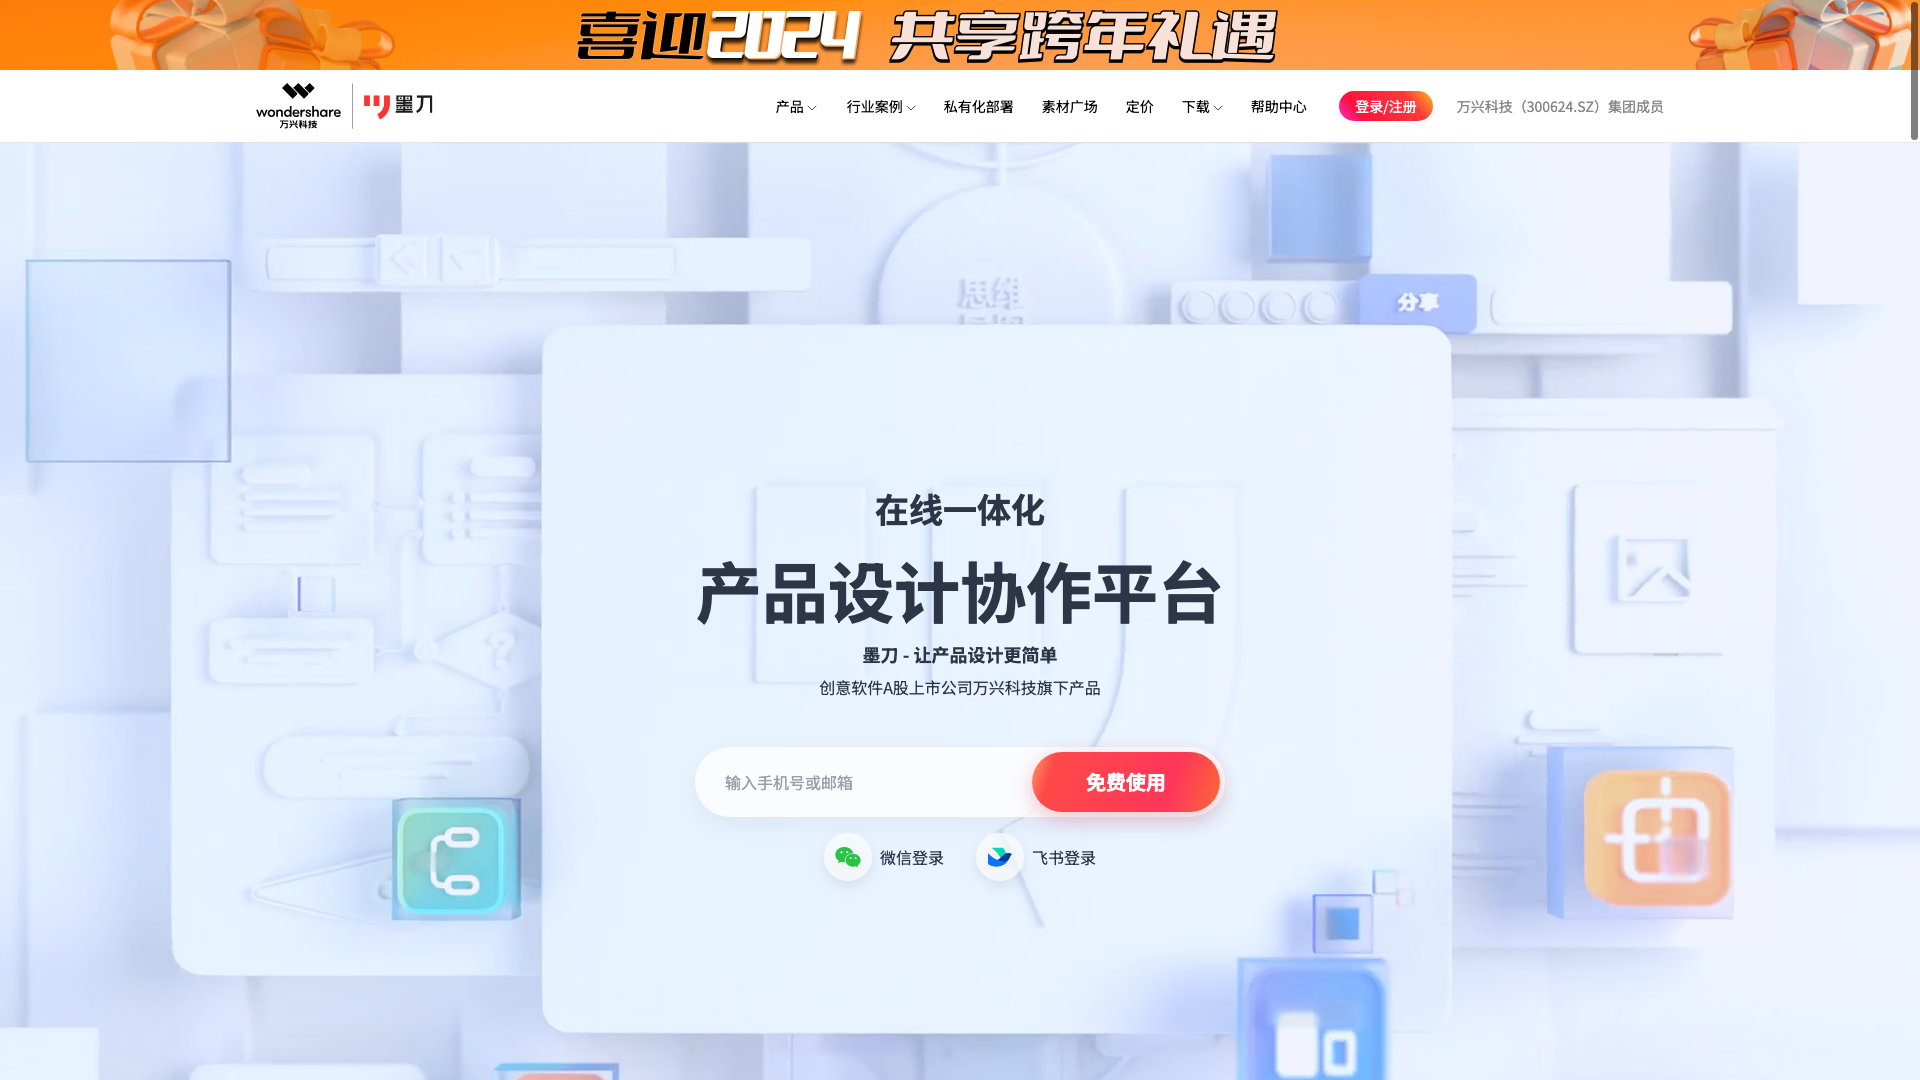 喜迎2024 共享跨年礼遇
wondershare
万兴科技
墨刀
产品 行业案例 私有化部署 素材广场 定价 下载 帮助中心 登录/注册 万兴科技（300624.SZ）集团成员
思维
分享
在线一体化
产品设计协作平台
墨刀 - 让产品设计更简单
创意软件A股上市公司万兴科技旗下产品
输入手机号或邮箱 免费使用
微信登录 飞书登录